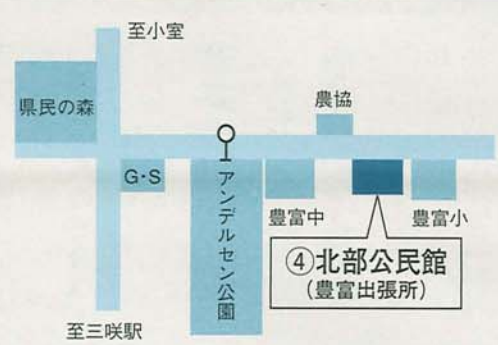 至小室
県民の森
農協
G・S
アンデルセン公園
豊富中
豊富小
④北部公民館
(豊富出張所)
至三咲駅